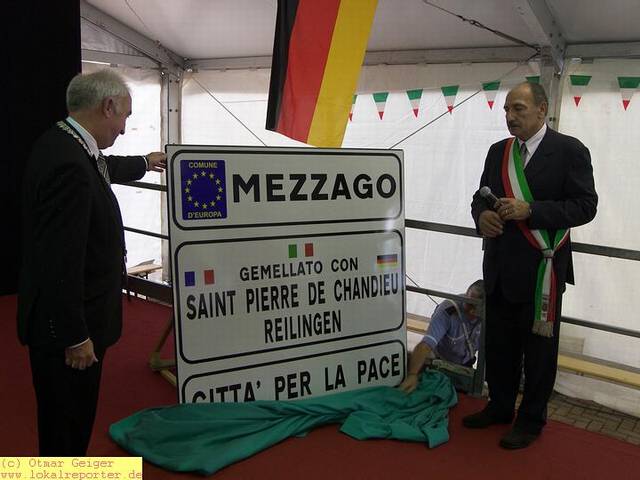 COMUNE
D'EUROPA
MEZZAGO
GEMELLATO CON
SAINT PIERRE DE CHANDIEU
REILINGEN
CITTA' PER LA PACE
(c) Otmar Geiger
www.lokalreporter.de